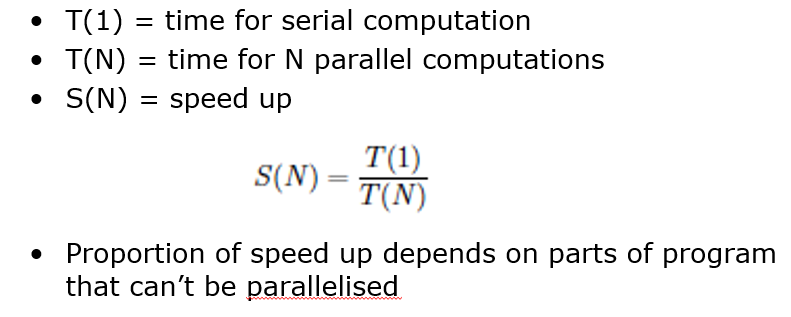 • T(1) = time for serial computation
• T(N) = time for N parallel computations
• S(N) = speed up
S(N) = T(1)/T(N)
• Proportion of speed up depends on parts of program
that can't be parallelised